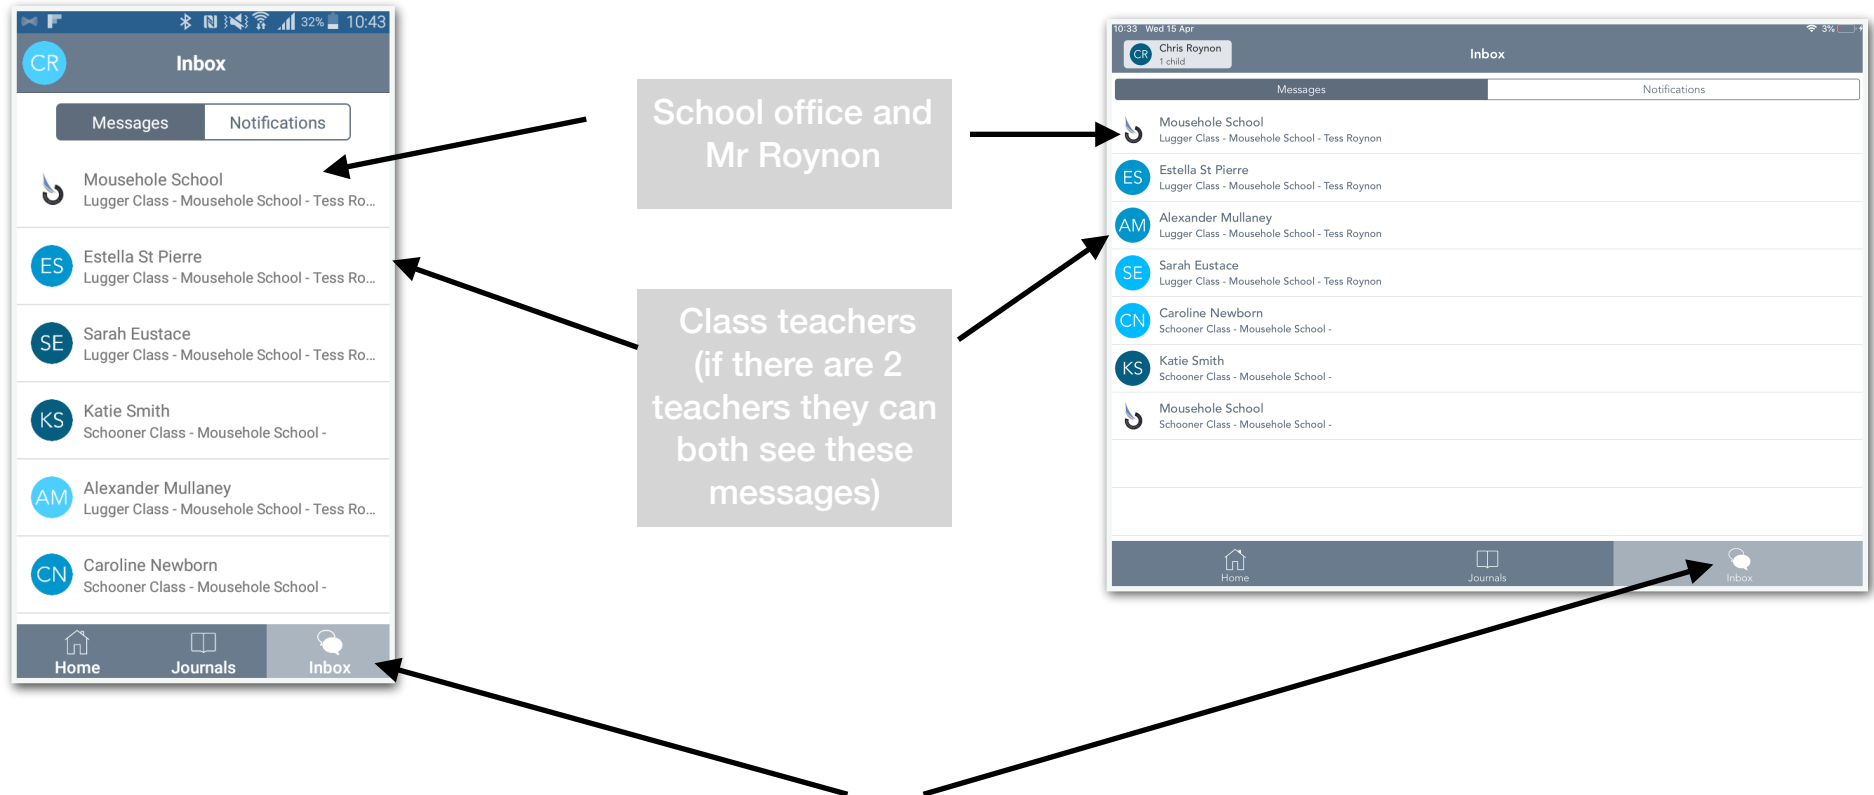 32% 10:43
CR
Inbox
Messages Notifications
Mousehole School
Lugger Class - Mousehole School - Tess Ro...
ES
Estella St Pierre
Lugger Class - Mousehole School - Tess Ro...
SE
Sarah Eustace
Lugger Class - Mousehole School - Tess Ro...
KS
Katie Smith
Schooner Class - Mousehole School -
AM
Alexander Mullaney
Lugger Class - Mousehole School - Tess Ro...
CN
Caroline Newborn
Schooner Class - Mousehole School -
Home Journals Inbox
School office and
Mr Roynon
Class teachers
(if there are 2
teachers they can
both see these
messages)
10:33 Wed 15 Apr 3%
CR
Chris Roynon
1 child
Inbox
Messages Notifications
Mousehole School
Lugger Class - Mousehole School - Tess Roynon
ES
Estella St Pierre
Lugger Class - Mousehole School - Tess Roynon
AM
Alexander Mullaney
Lugger Class - Mousehole School - Tess Roynon
SE
Sarah Eustace
Lugger Class - Mousehole School - Tess Roynon
CN
Caroline Newborn
Schooner Class - Mousehole School -
KS
Katie Smith
Schooner Class - Mousehole School -
Mousehole School
Schooner Class - Mousehole School -
Home Journals Inbox